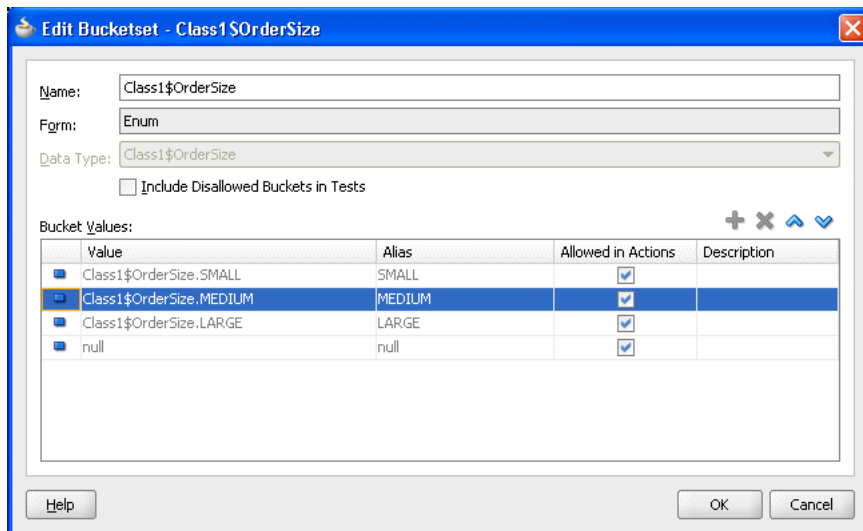 Edit Bucketset - Class1$OrderSize
Name: Class1$OrderSize
Form: Enum
Data Type: Class1$OrderSize
Include Disallowed Buckets in Tests
Bucket Values:
Value Alias Allowed in Actions Description
Class1$OrderSize.SMALL SMALL
Class1$OrderSize.MEDIUM MEDIUM
Class1$OrderSize.LARGE LARGE
null null
Help OK Cancel